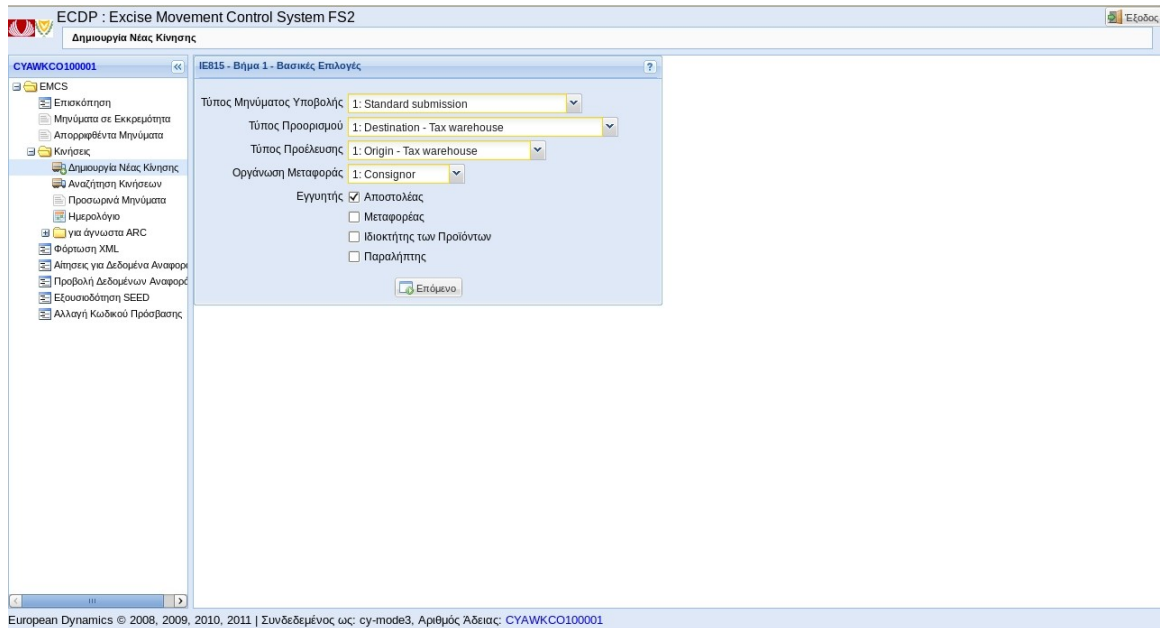 ECDP : Excise Movement Control System FS2
Έξοδος
Δημιουργία Νέας Κίνησης
CYAWKCO100001
EMCS
Επισκόπηση
Μηνύματα σε Εκκρεμότητα
Απορριφθέντα Μηνύματα
Κινήσεις
Δημιουργία Νέας Κίνησης
Αναζήτηση Κινήσεων
Προσωρινά Μηνύματα
Ημερολόγιο
για άγνωστα ARC
Φόρτωση XML
Αίτησεις για Δεδομένα Αναφορ
Προβολή Δεδομένων Αναφορά
Εξουσιοδότηση SEED
Αλλαγή Κωδικού Πρόσβασης
IE815 - Βήμα 1 - Βασικές Επιλογές
Τύπος Μηνύματος Υποβολής 1: Standard submission
Τύπος Προορισμού 1: Destination - Tax warehouse
Τύπος Προέλευσης 1: Origin - Tax warehouse
Οργάνωση Μεταφοράς 1: Consignor
Εγγυητής Αποστολέας
Μεταφορέας
Ιδιοκτήτης των Προϊόντων
Παραλήπτης
Επόμενο
European Dynamics © 2008, 2009, 2010, 2011 | Συνδεδεμένος ως: cy-mode3, Αριθμός Άδειας: CYAWKCO100001